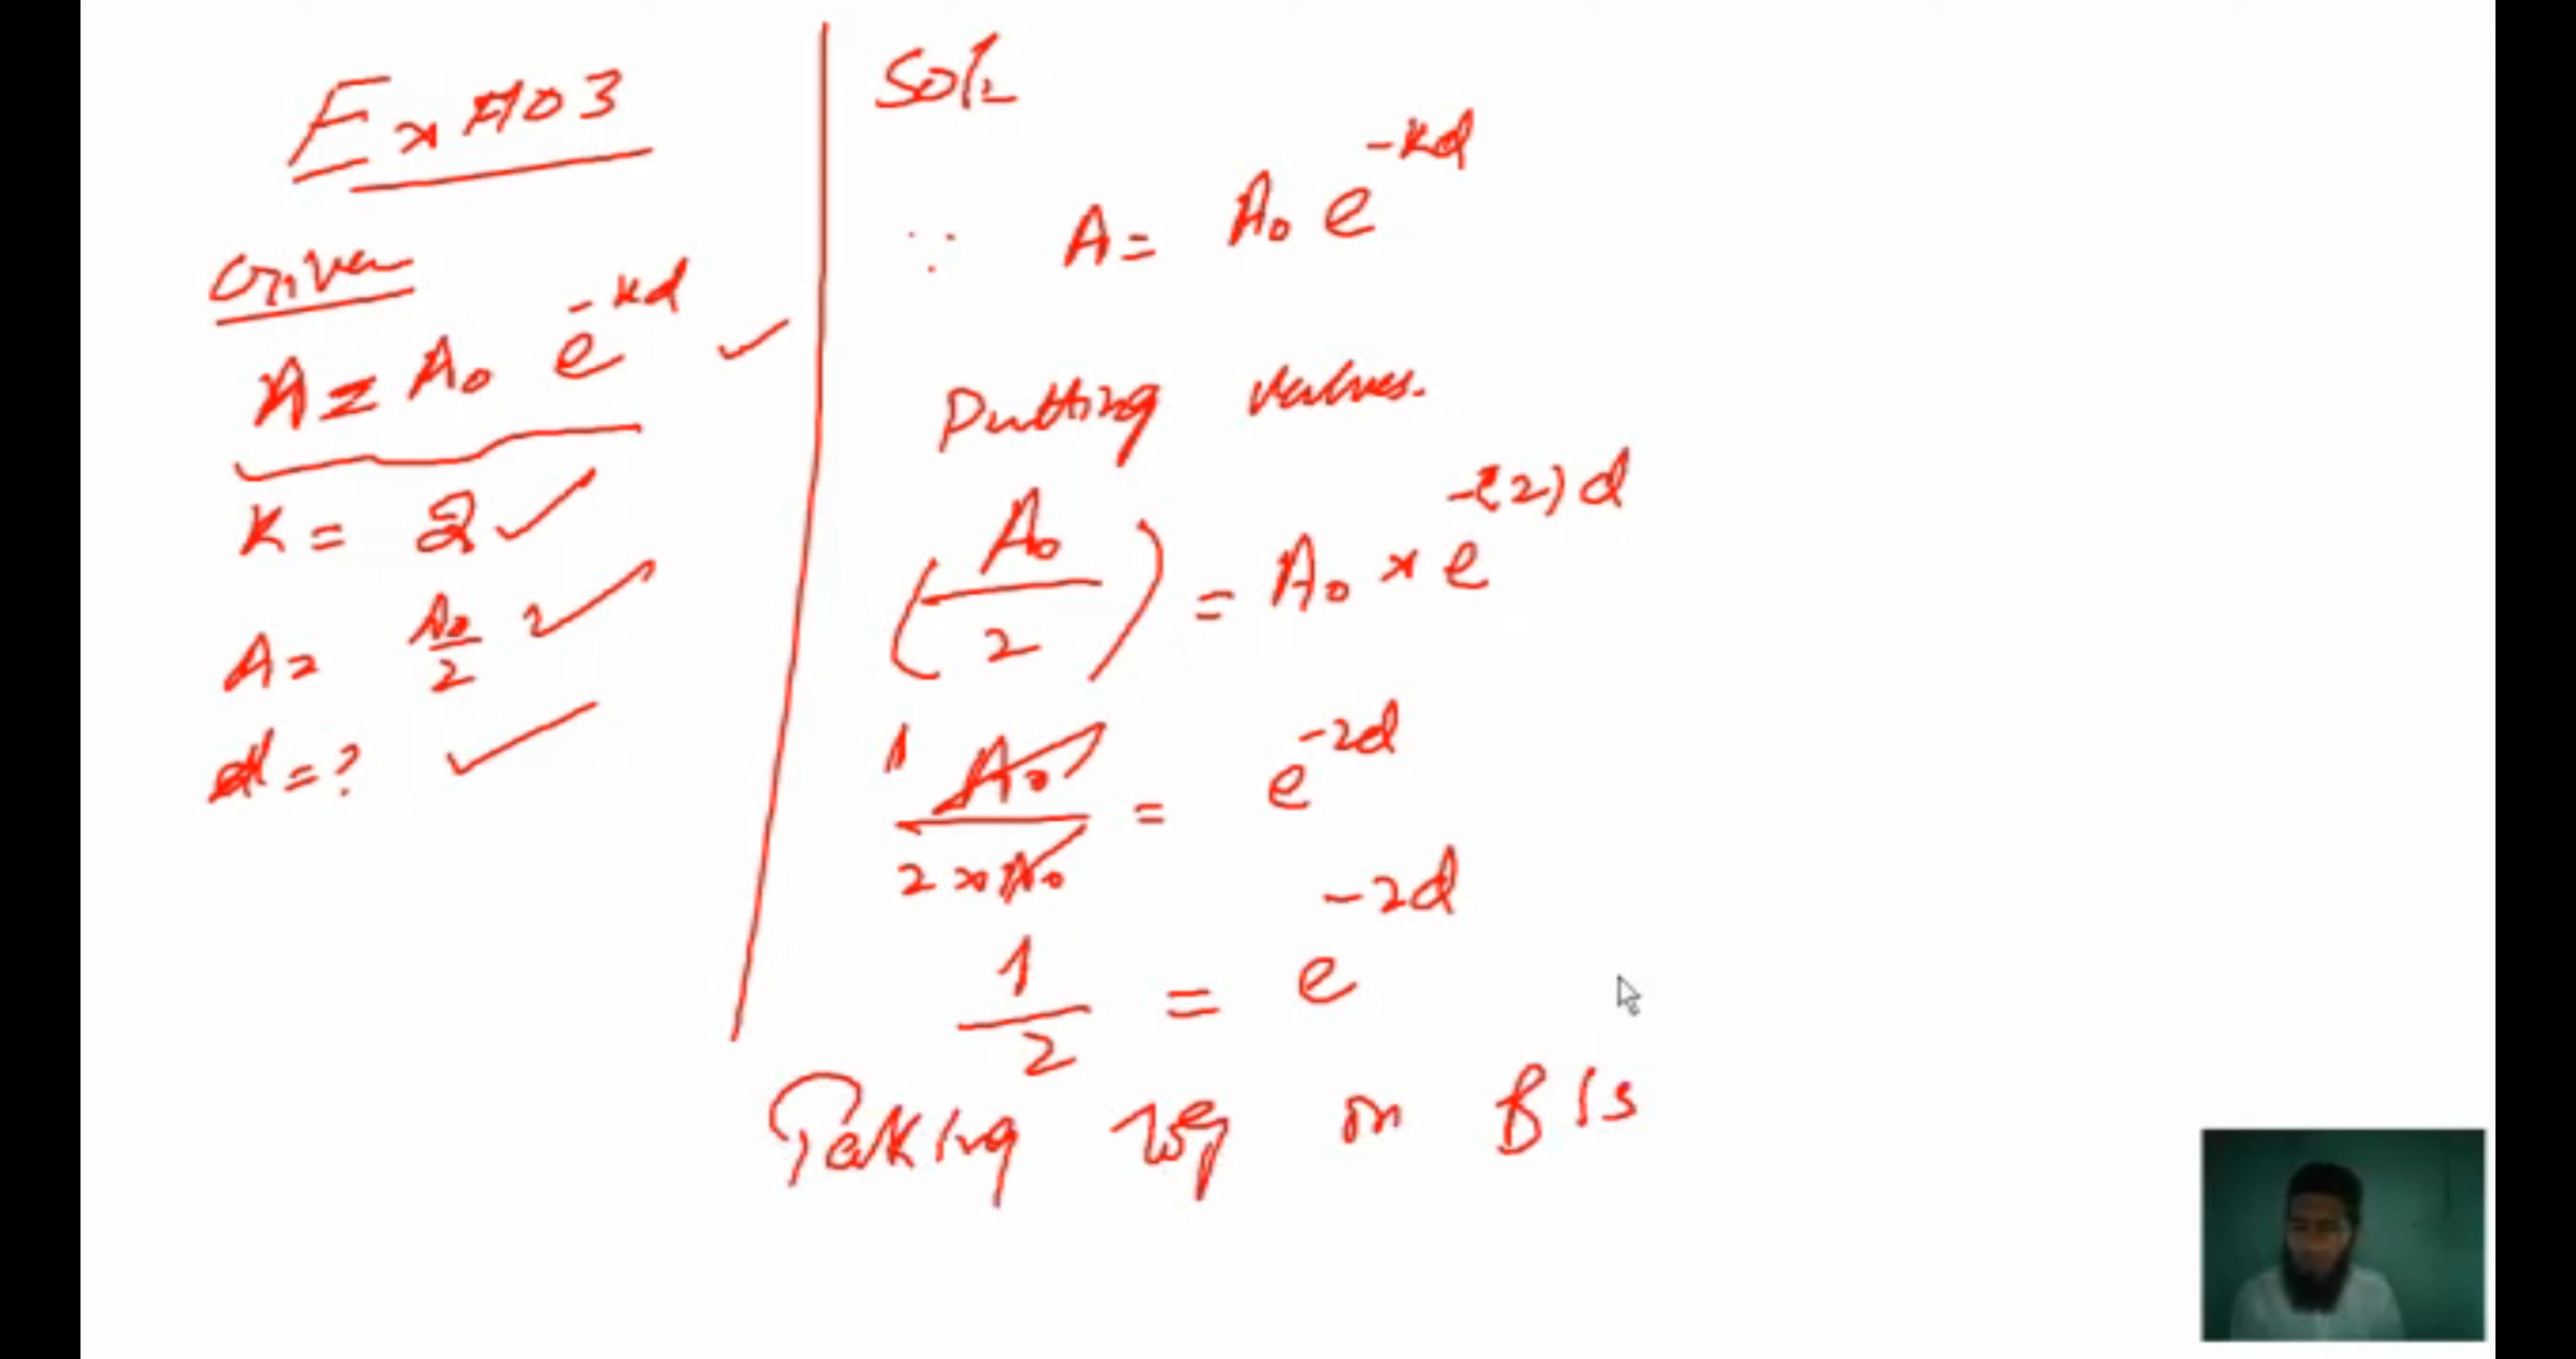 Ex #03
Given
A = A₀ e^-kd
K = 2
A = A₀/2
d = ?
Sol:
∵ A = A₀ e^-kd
Putting values.
(A₀/2) = A₀ × e^-(2)d
1 A₀/2×A₀ = e^-2d
1/2 = e^-2d
Taking log on B/S